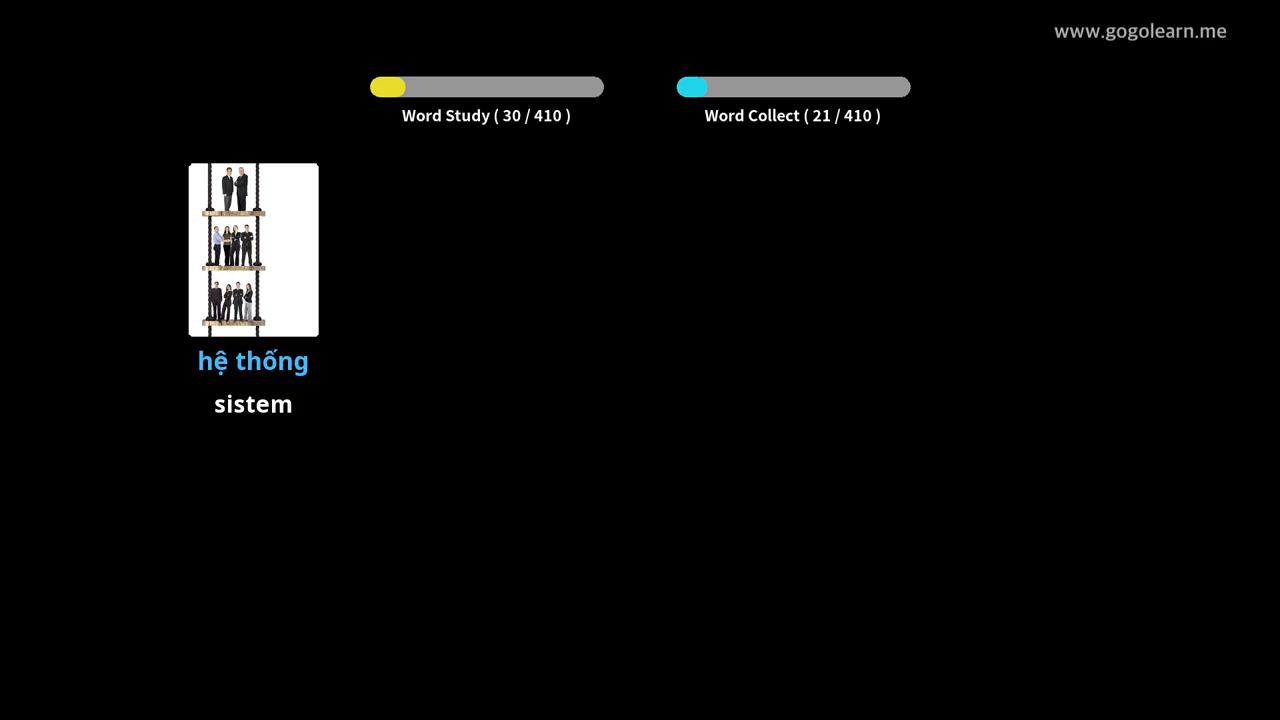 www.gogolearn.me
Word Study ( 30 / 410 )
Word Collect ( 21 / 410 )
hệ thống
sistem